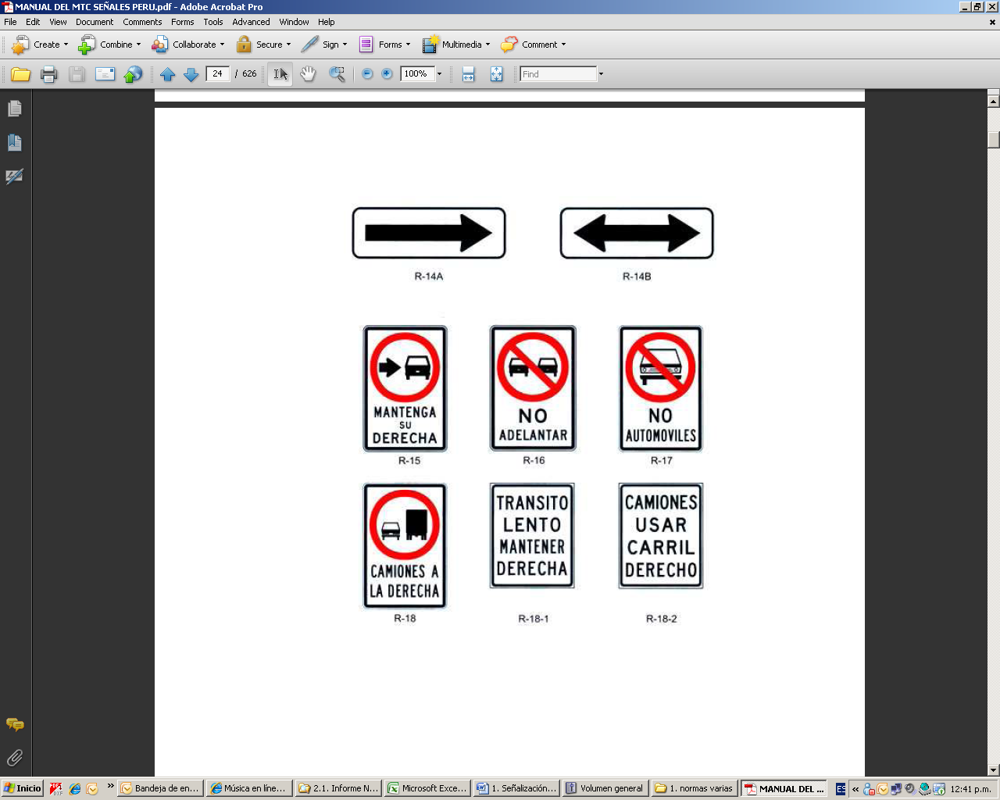 MANUAL DEL MTC SEÑALES PERU.pdf - Adobe Acrobat Pro
File Edit View Document Comments Forms Tools Advanced Window Help
Create Combine Collaborate Secure Sign Forms Multimedia Comment
24 / 626 100% Find
R-14A R-14B
MANTENGA
SU
DERECHA
R-15
NO
ADELANTAR
R-16
NO
AUTOMOVILES
R-17
CAMIONES A
LA DERECHA
R-18
TRANSITO
LENTO
MANTENER
DERECHA
R-18-1
CAMIONES
USAR
CARRIL
DERECHO
R-18-2
Inicio PDF DXF » Bandeja de en... Música en líne... 2.1. Informe N... Microsoft Exce... 1. Señalización... Volumen general 1. normas varias MANUAL DEL ... ES « 12:41 p.m.